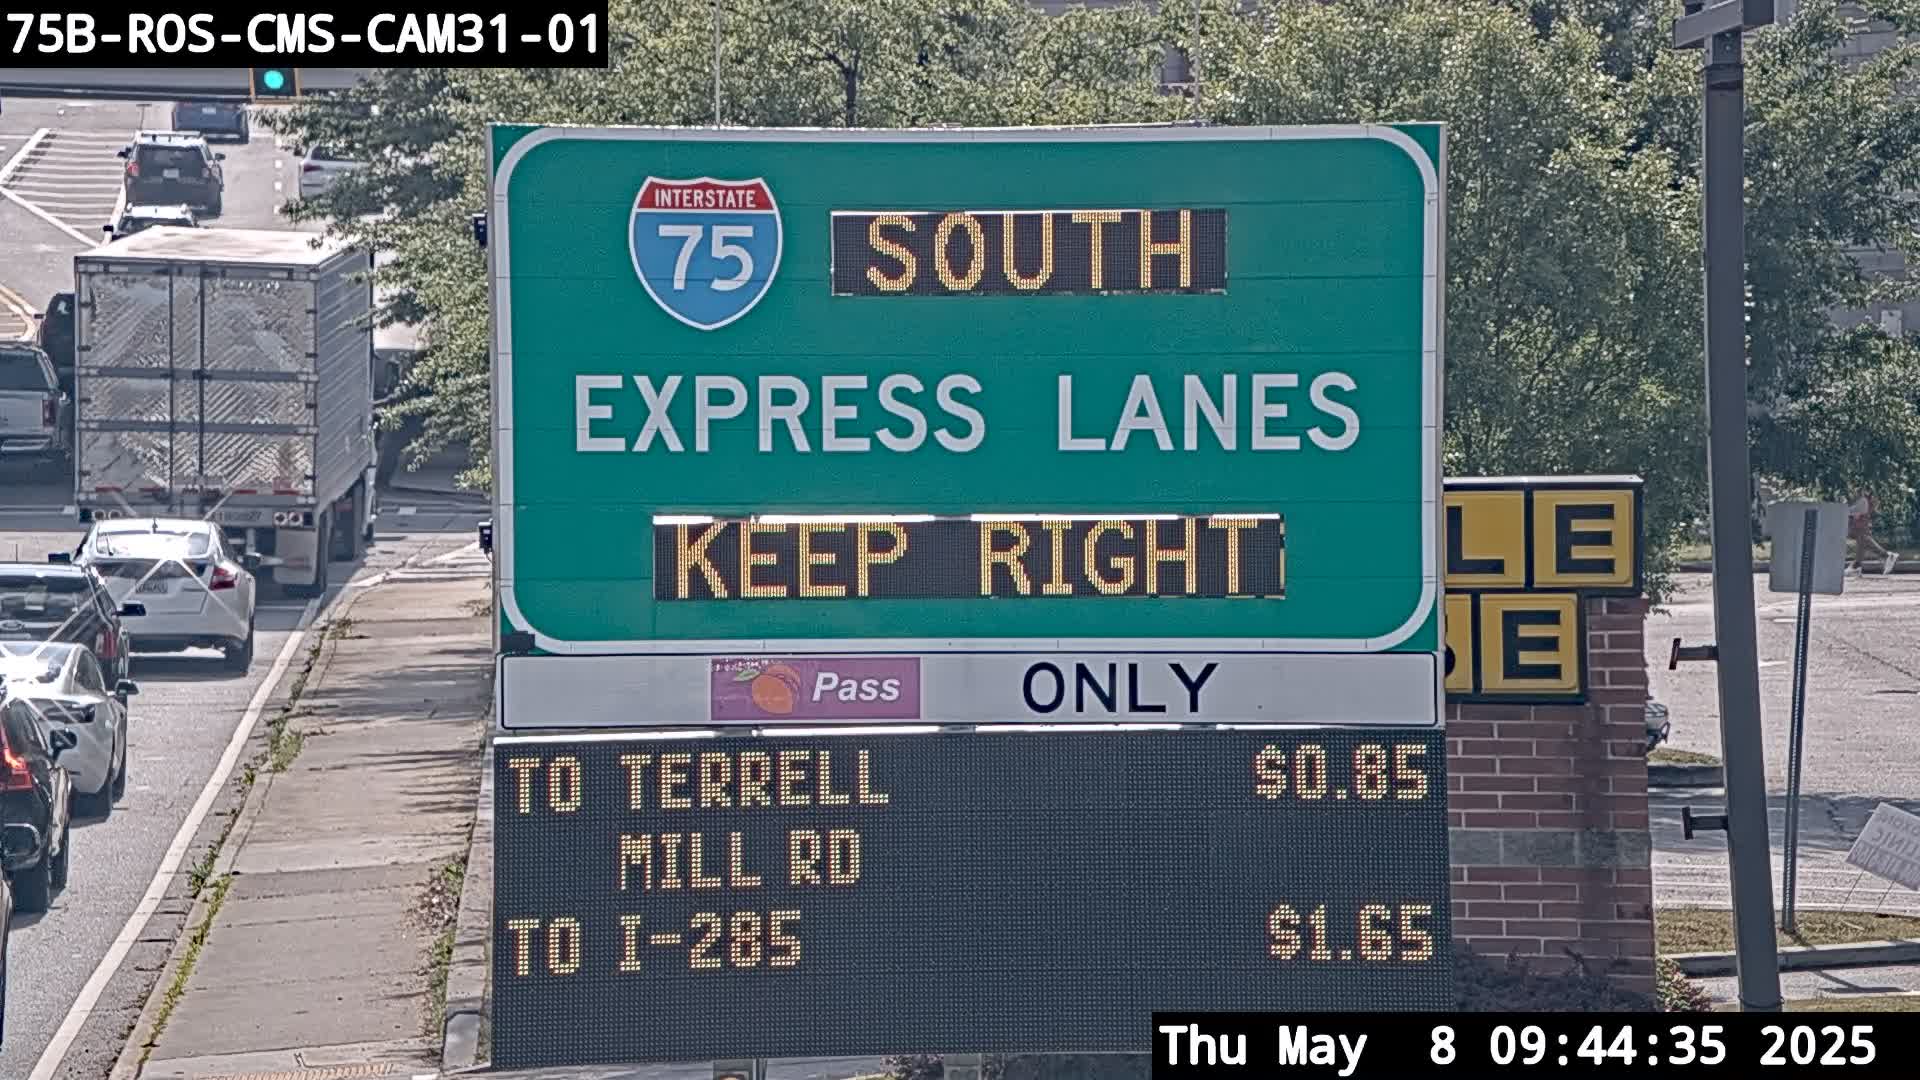 75B-ROS-CMS-CAM31-01
INTERSTATE
75
SOUTH
EXPRESS LANES
KEEP RIGHT
Pass ONLY
TO TERRELL $0.85
MILL RD
TO I-285 $1.65
LE
E
Thu May 8 09:44:35 2025